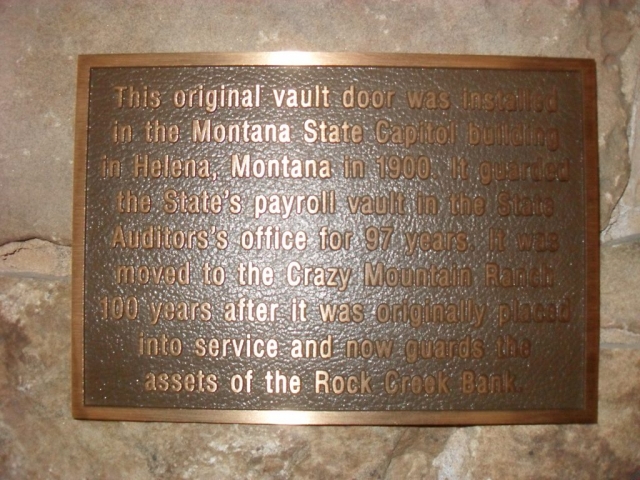 This original vault door was installed
in the Montana State Capitol building
in Helena, Montana in 1900. It guarded
the State's payroll vault in the State
Auditors's office for 97 years. It was
moved to the Crazy Mountain Ranch
100 years after it was originally placed
into service and now guards the
assets of the Rock Creek Bank.